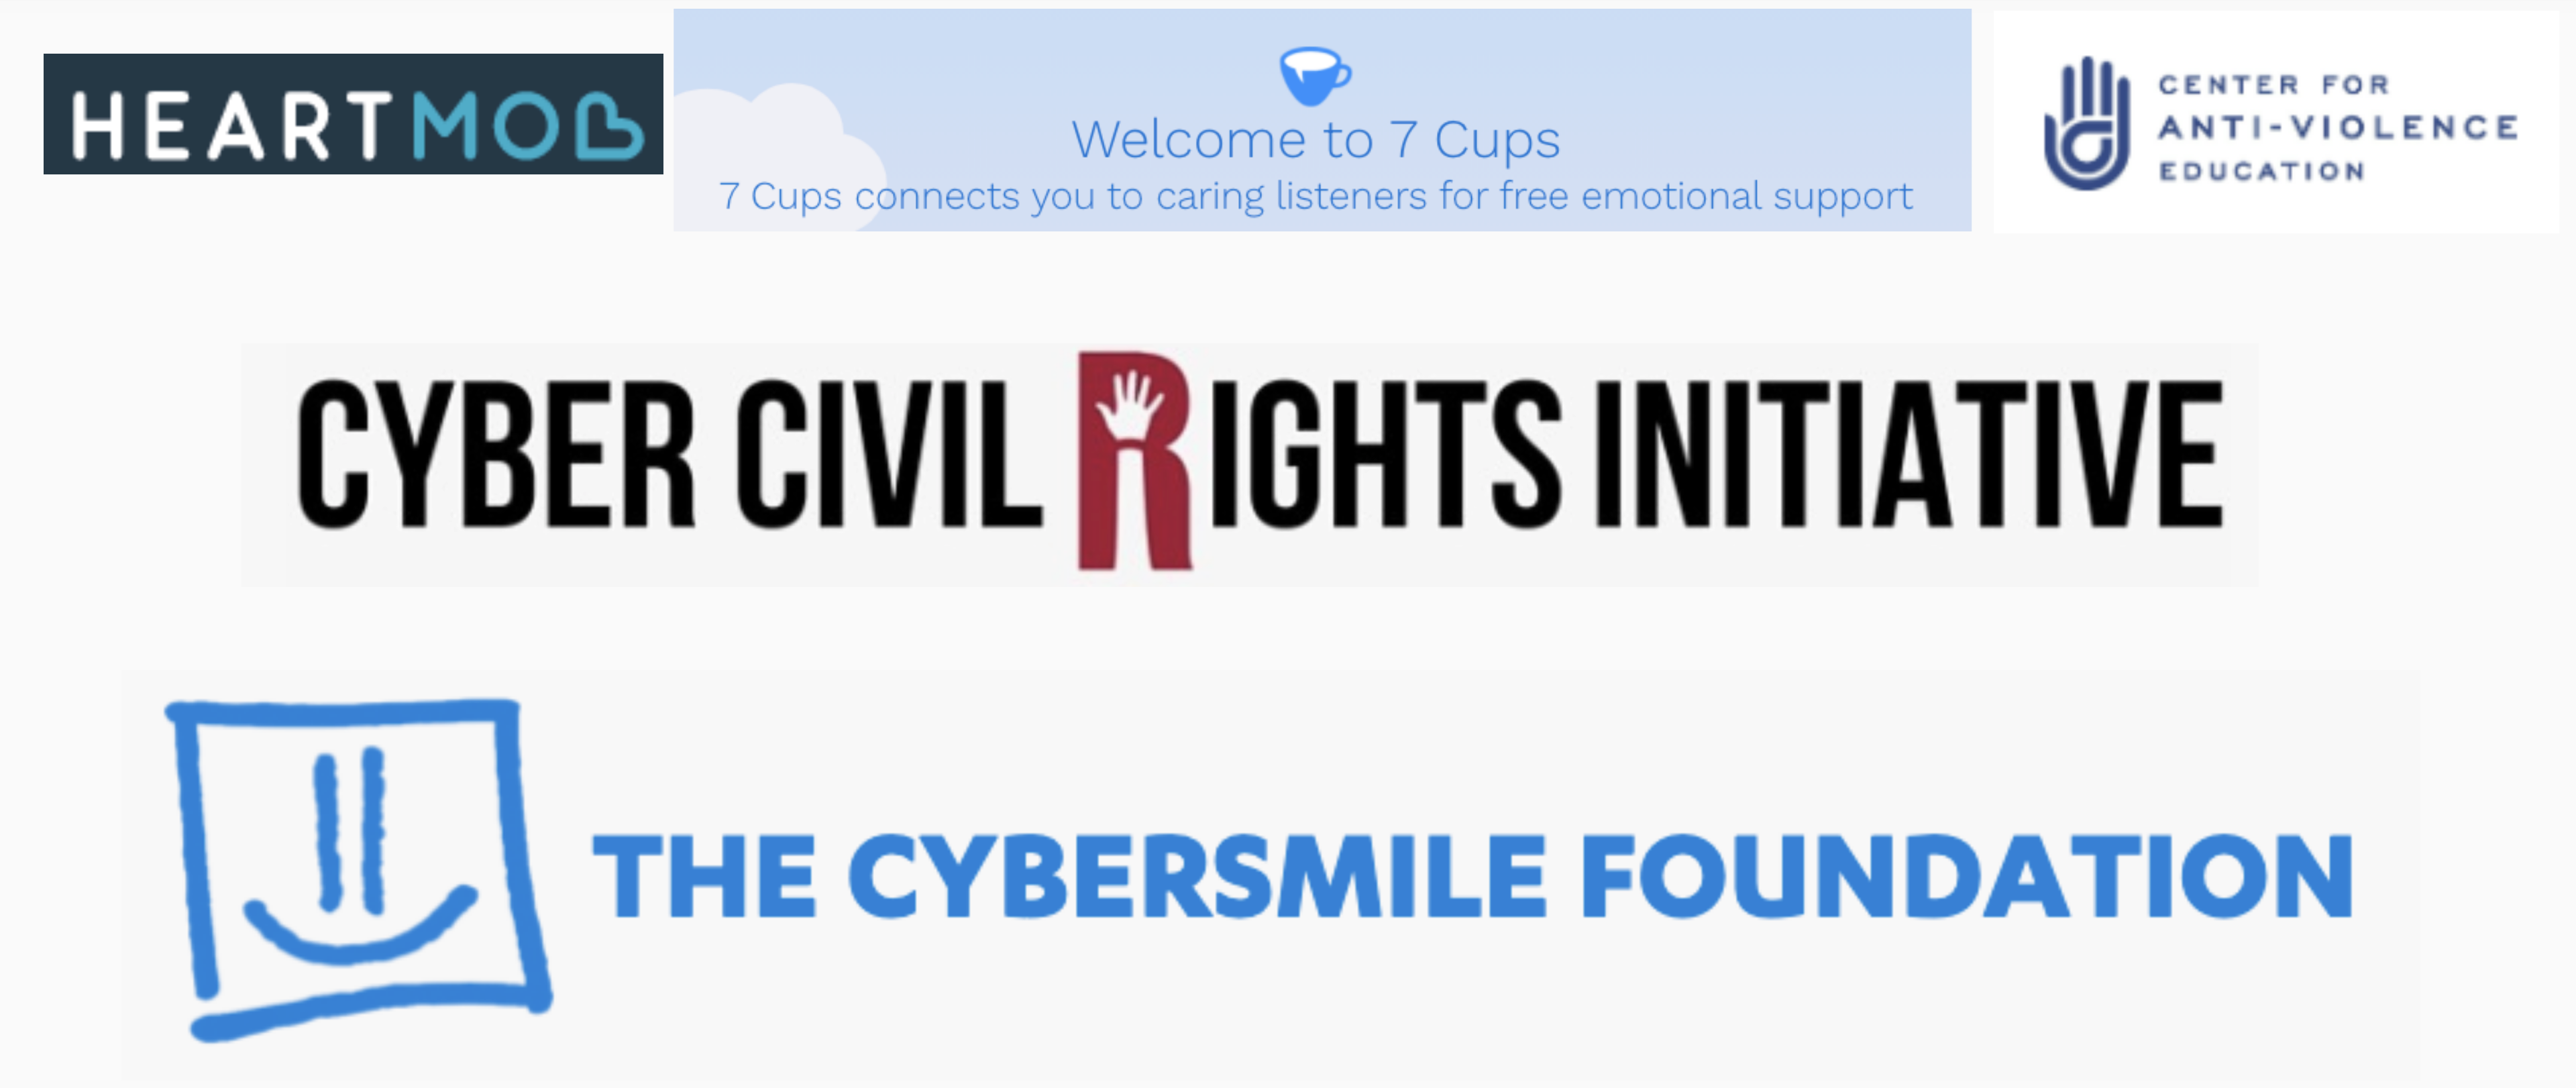 HEARTMOB
Welcome to 7 Cups
7 Cups connects you to caring listeners for free emotional support
CENTER FOR
ANTI-VIOLENCE
EDUCATION
CYBER CIVIL RIGHTS INITIATIVE
THE CYBERSMILE FOUNDATION